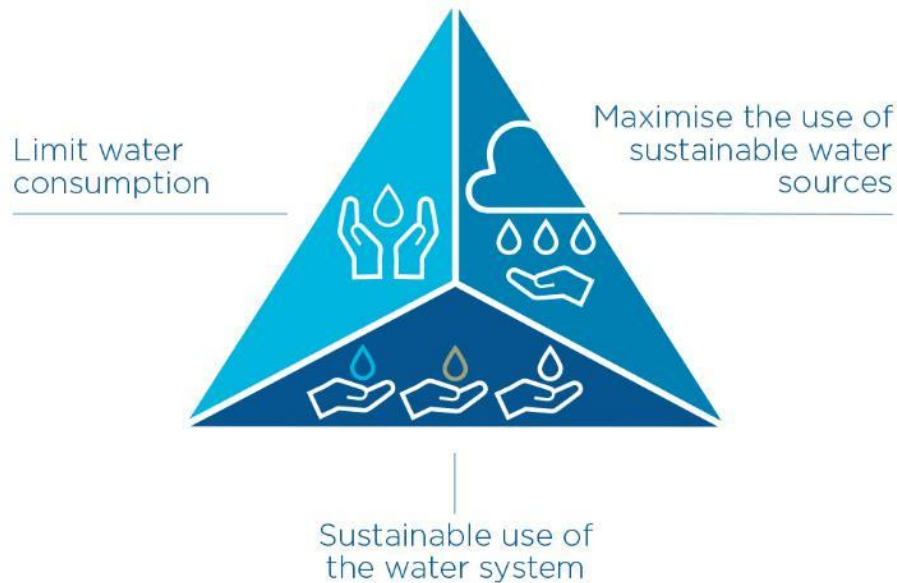 Limit water
consumption
Maximise the use of
sustainable water
sources
Sustainable use of
the water system